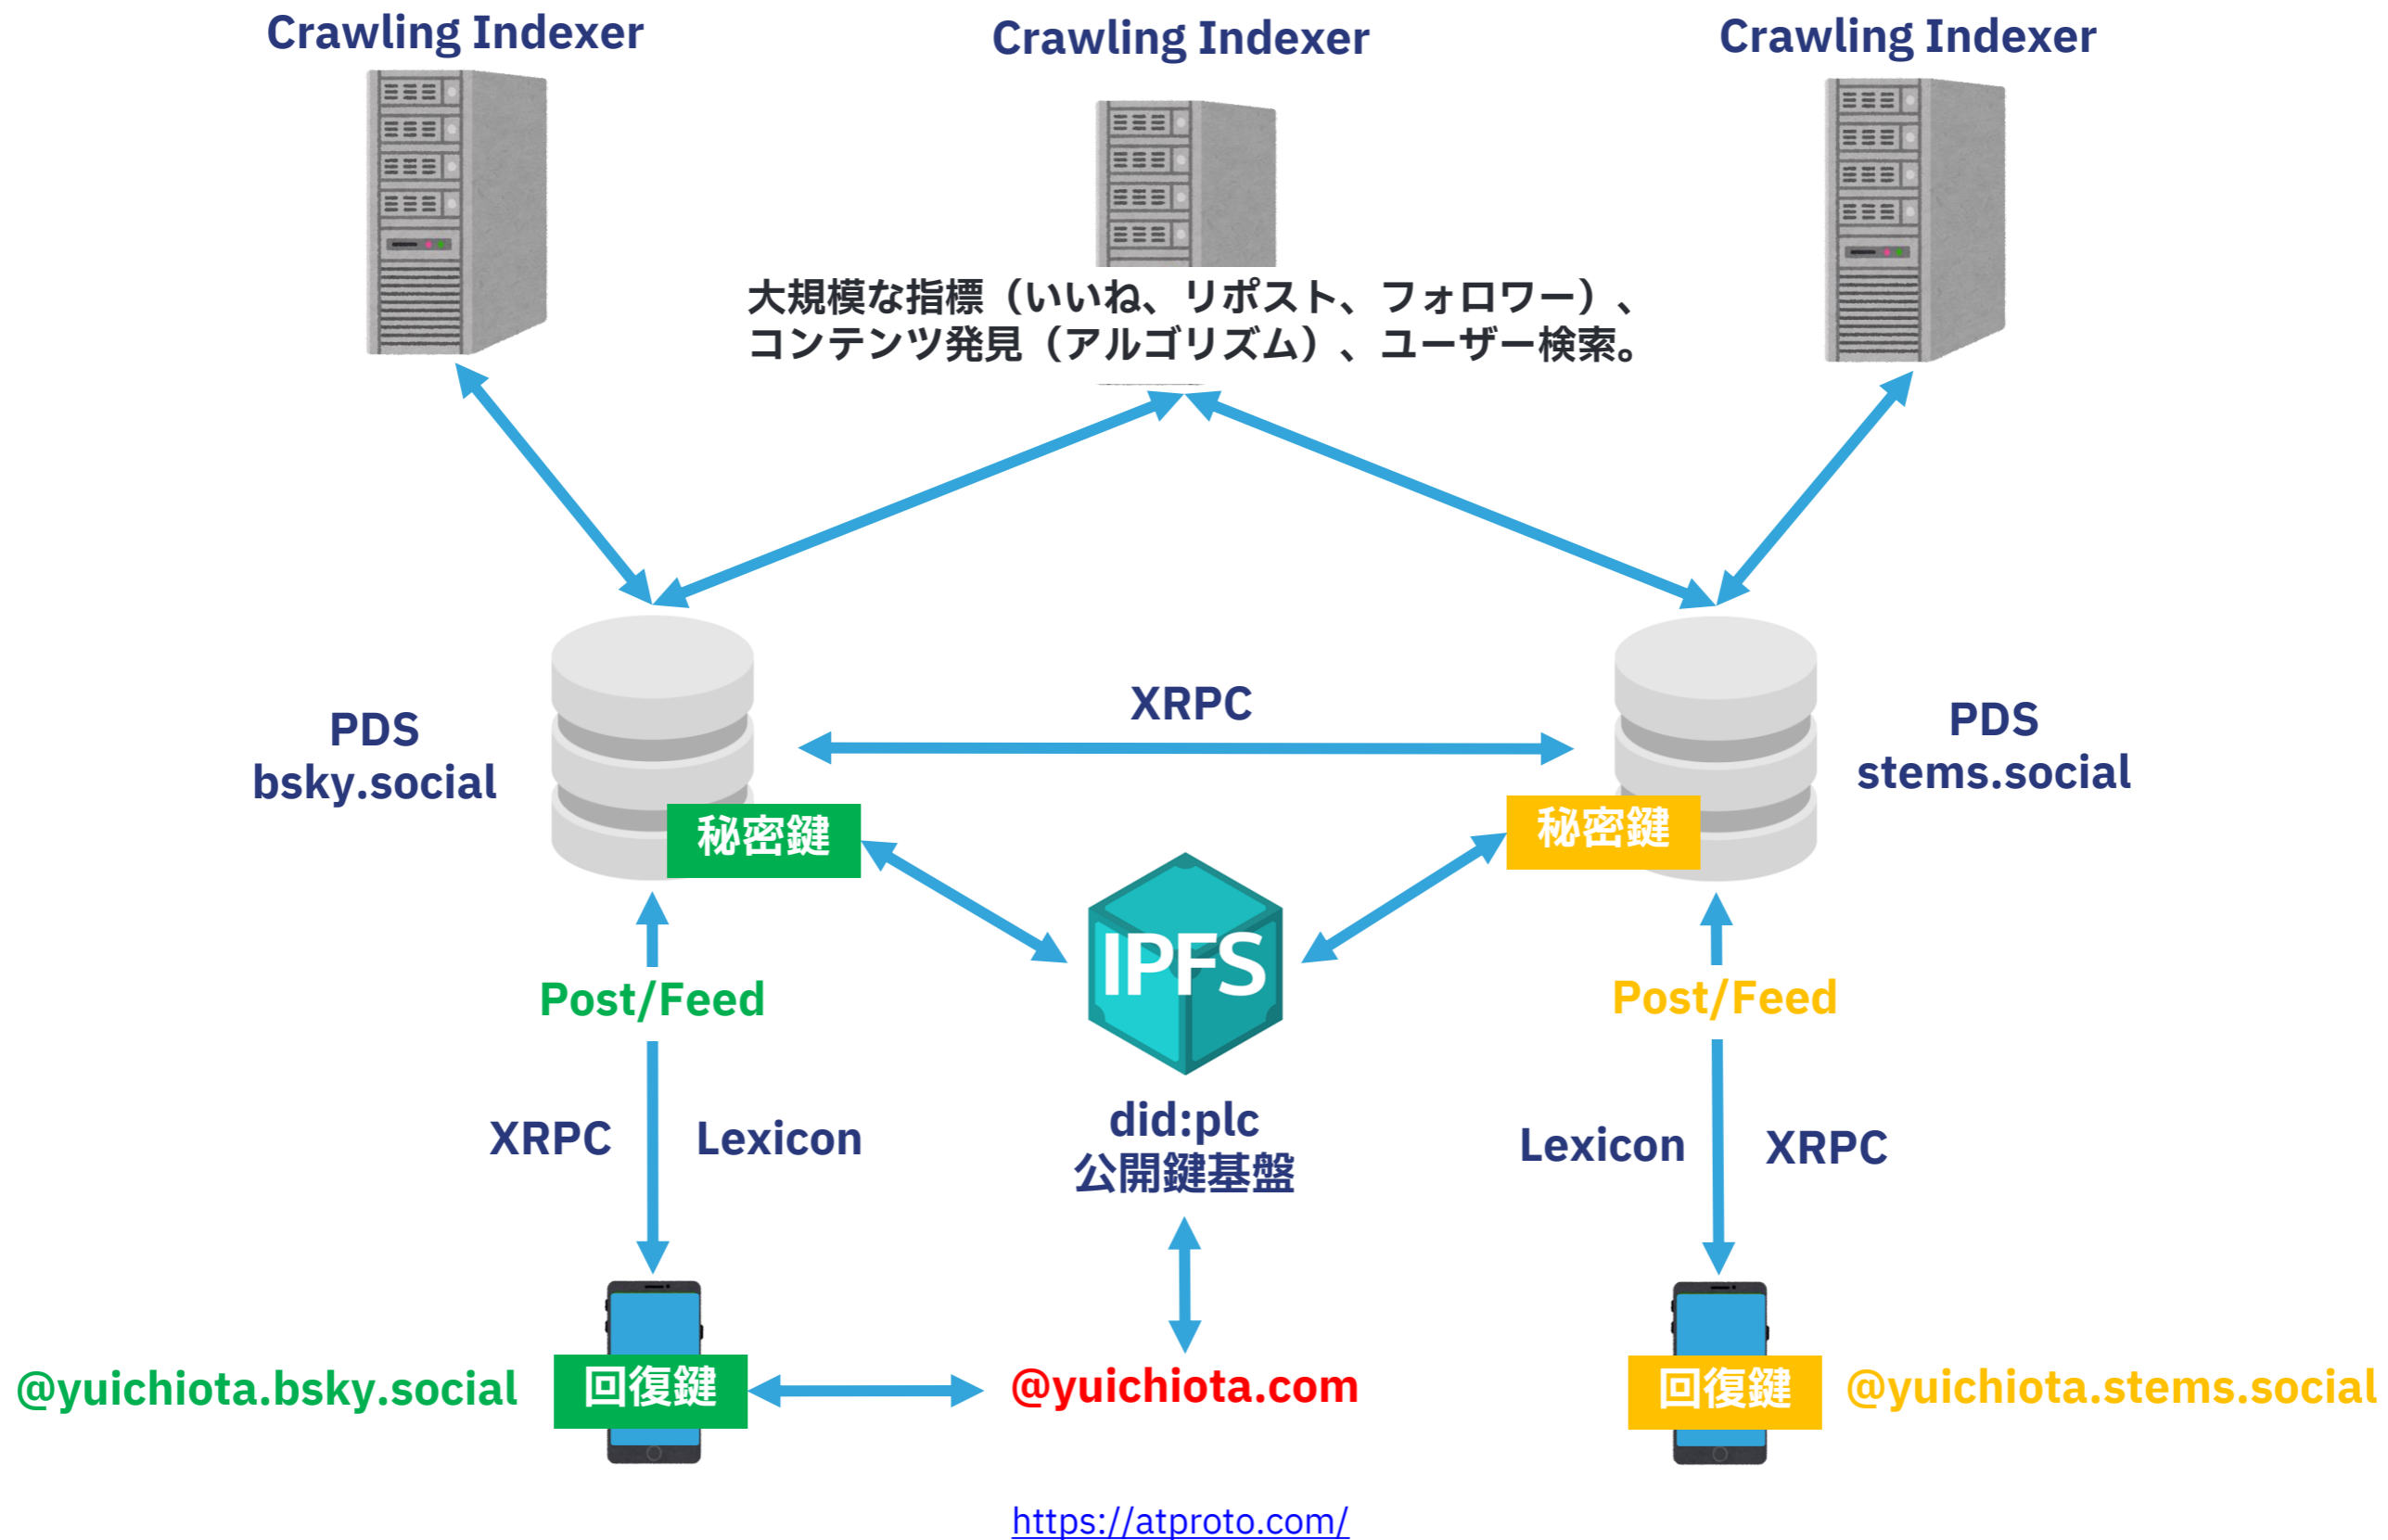 Crawling Indexer
Crawling Indexer
Crawling Indexer
大規模な指標（いいね、リポスト、フォロワー）、
コンテンツ発見（アルゴリズム）、ユーザー検索。
PDS
bsky.social
XRPC
PDS
stems.social
秘密鍵
秘密鍵
IPFS
Post/Feed
Post/Feed
did:plc
公開鍵基盤
XRPC
Lexicon
Lexicon
XRPC
@yuichiota.bsky.social
回復鍵
@yuichiota.com
回復鍵
@yuichiota.stems.social
https://atproto.com/